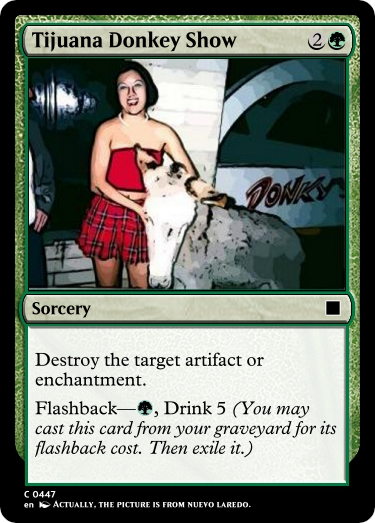 Tijuana Donkey Show 2
DONKY
Sorcery
Destroy the target artifact or
enchantment.
Flashback—, Drink 5 (You may
cast this card from your graveyard for its
flashback cost. Then exile it.)
C 0447
en ACTUALLY, THE PICTURE IS FROM NUEVO LAREDO.